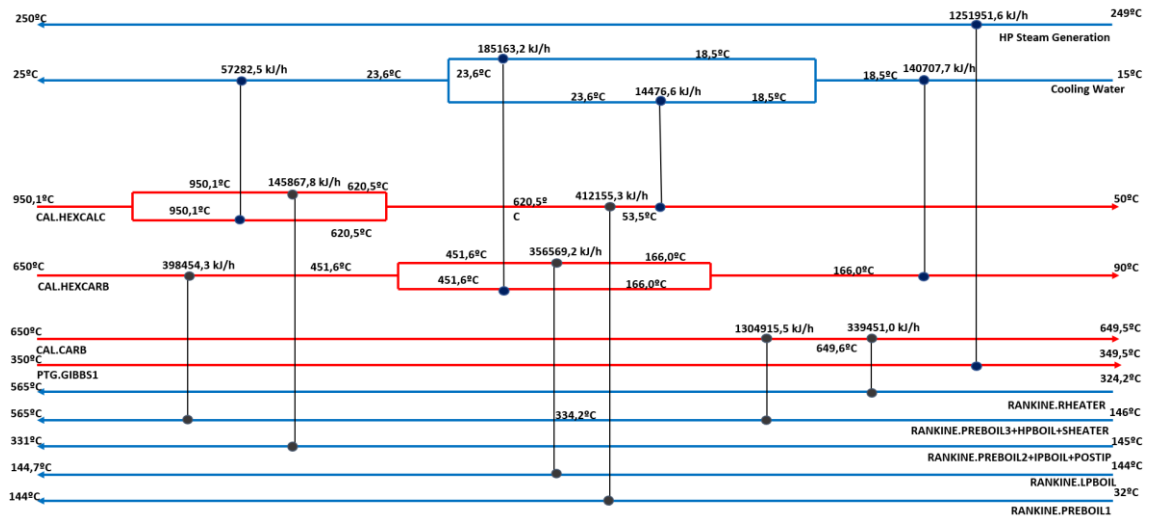 250ºC
1251951,6 kJ/h
249ºC
HP Steam Generation
185163,2 kJ/h
25ºC
57282,5 kJ/h
23,6ºC
23,6ºC
18,5ºC
18,5ºC
140707,7 kJ/h
15ºC
23,6ºC
14476,6 kJ/h
18,5ºC
Cooling Water
950,1ºC
950,1ºC
145867,8 kJ/h
620,5ºC
620,5º
C
412155,3 kJ/h
50ºC
CAL.HEXCALC
950,1ºC
53,5ºC
620,5ºC
650ºC
398454,3 kJ/h
451,6ºC
451,6ºC
356569,2 kJ/h
166,0ºC
166,0ºC
90ºC
CAL.HEXCARB
451,6ºC
166,0ºC
650ºC
1304915,5 kJ/h
339451,0 kJ/h
649,5ºC
CAL.CARB
649,6ºC
350ºC
349,5ºC
PTG.GIBBS1
565ºC
324,2ºC
RANKINE.RHEATER
565ºC
334,2ºC
146ºC
RANKINE.PREBOIL3+HPBOIL+SHEATER
331ºC
145ºC
RANKINE.PREBOIL2+IPBOIL+POSTIP
144,7ºC
144ºC
RANKINE.LPBOIL
144ºC
32ºC
RANKINE.PREBOIL1